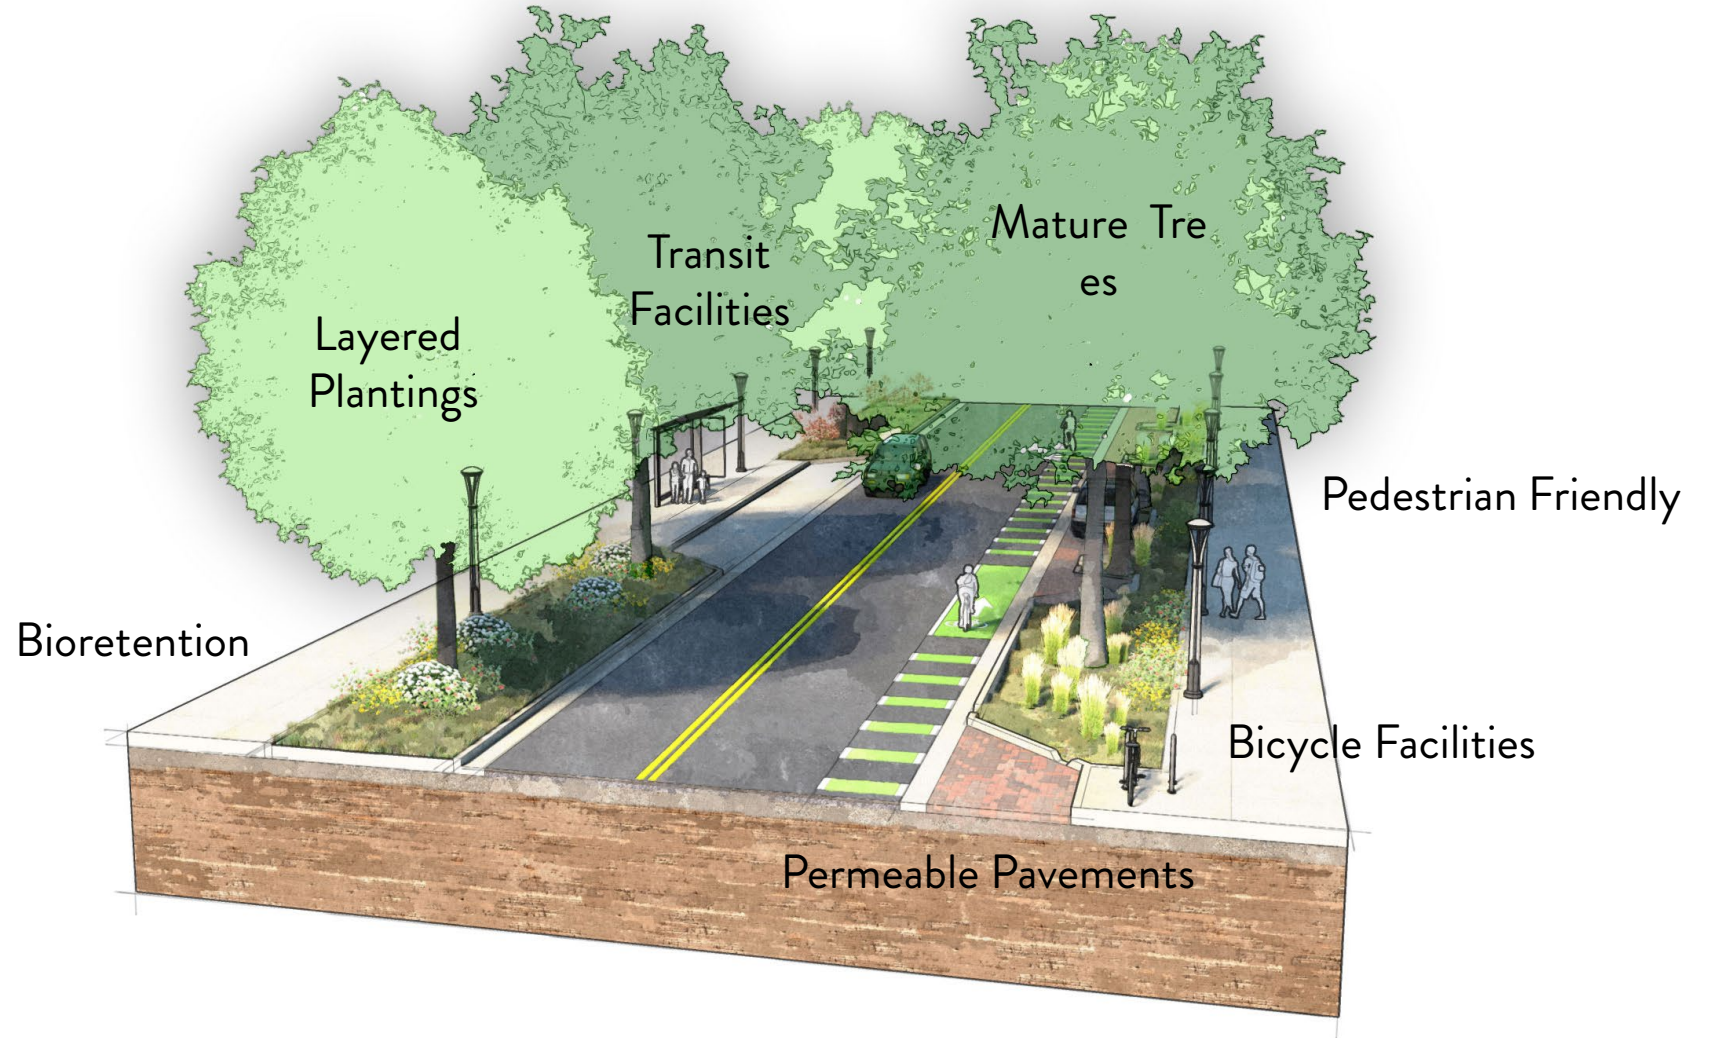 Mature Tre
es
Transit
Facilities
Layered
Plantings
Pedestrian Friendly
Bioretention
Bicycle Facilities
Permeable Pavements